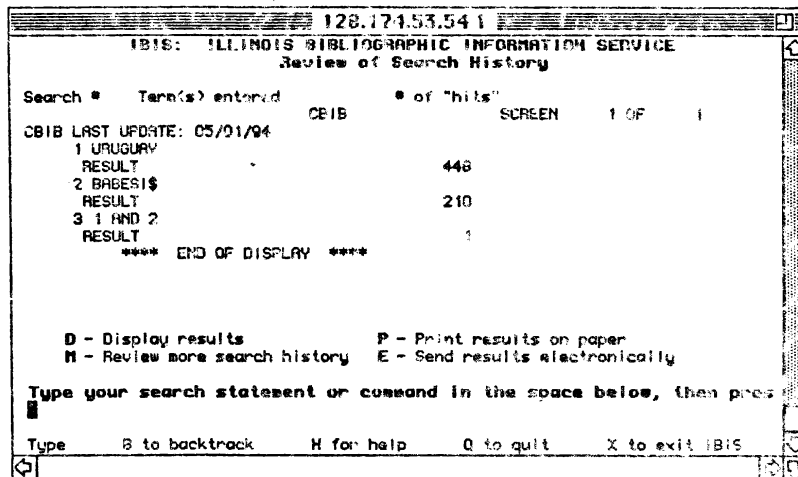 128.174.53.54 1
IBIS: ILLINOIS BIBLIOGRAPHIC INFORMATION SERVICE
Review of Search History
Search # Term(s) entered # of "hits"
CBIB SCREEN 1 OF 1
CBIB LAST UPDATE: 05/01/94
1 URUGUAY
RESULT 448
2 BABESI$
RESULT 210
3 1 AND 2
RESULT 1
**** END OF DISPLAY ****
D - Display results P - Print results on paper
M - Review more search history E - Send results electronically
Type your search statement or command in the space below, then pres
Type B to backtrack H for help Q to quit X to exit IBIS